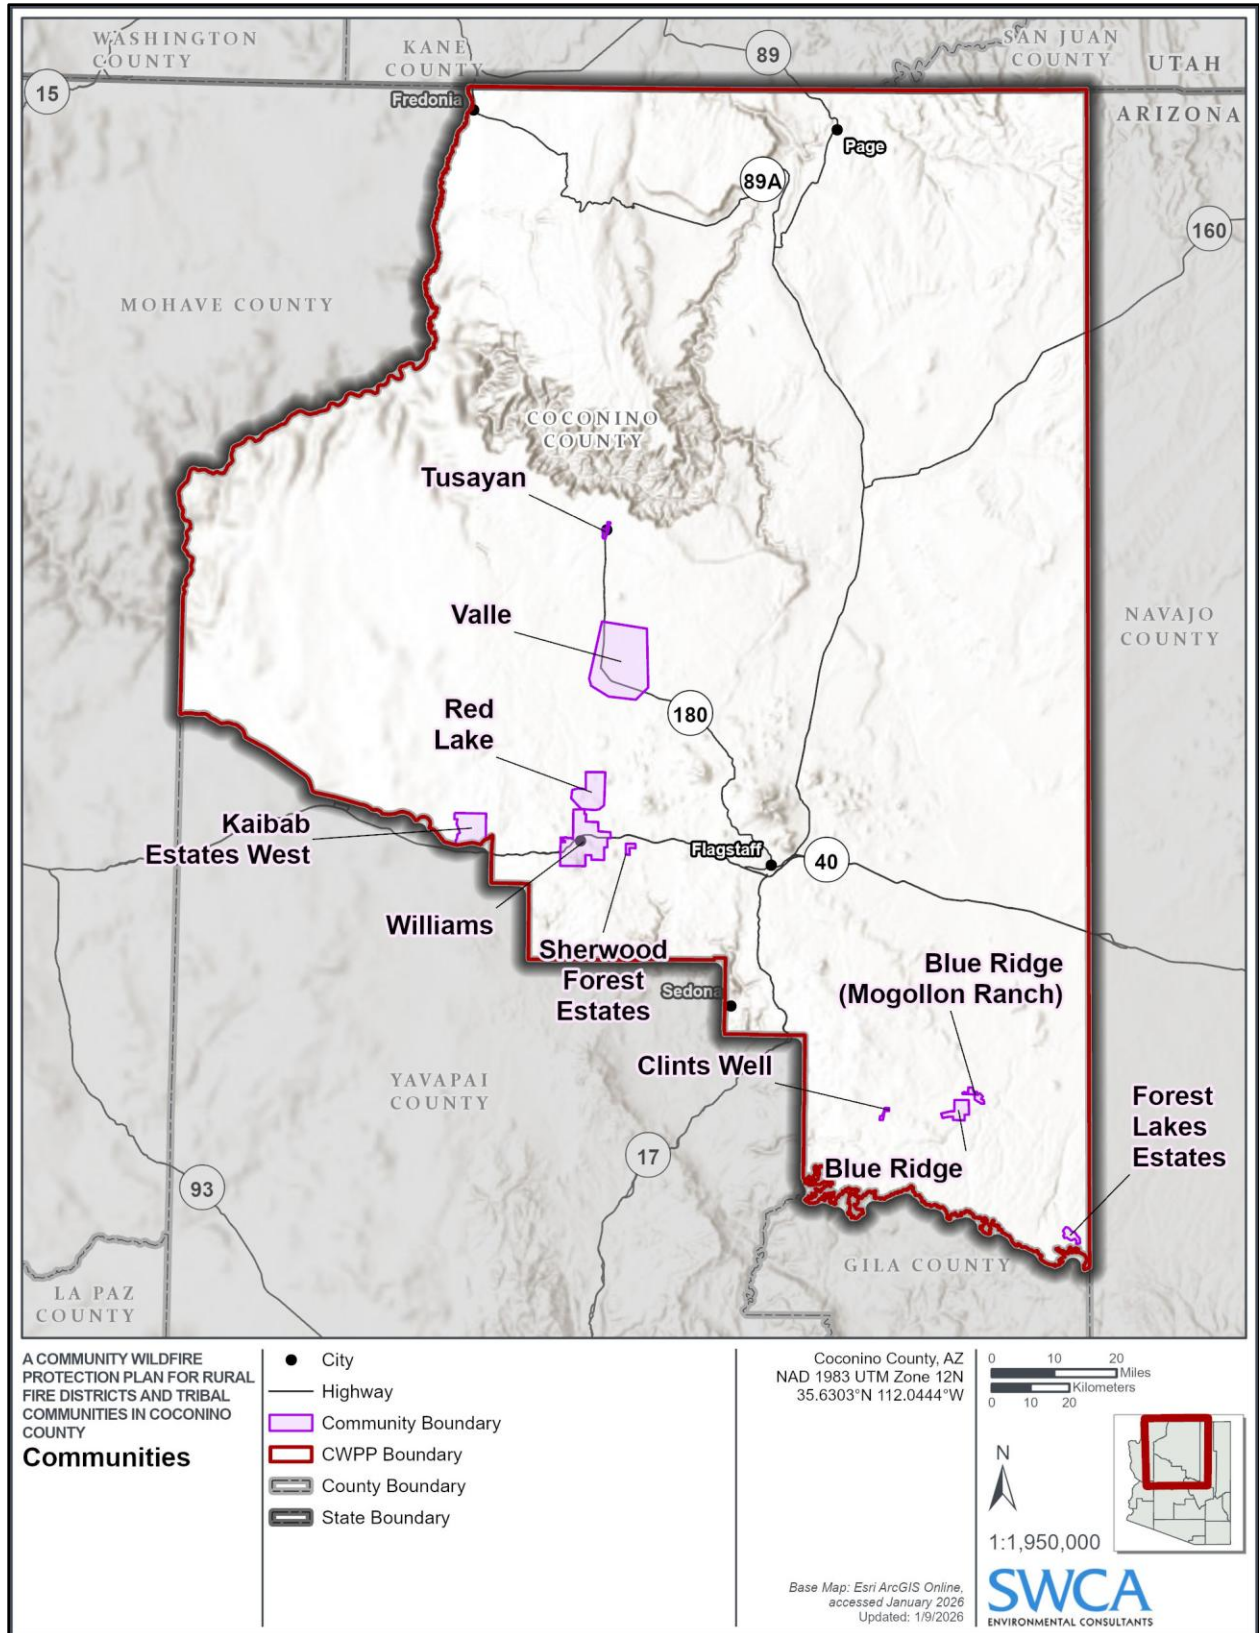 WASHINGTON
COUNTY
KANE
COUNTY
89
SAN JUAN
COUNTY
UTAH
15
Fredonia
ARIZONA
Page
89A
160
MOHAVE COUNTY
COCONINO
COUNTY
Tusayan
Valle
NAVAJO
COUNTY
Red
Lake
180
Kaibab
Estates West
Flagstaff
40
Williams
Sherwood
Forest
Estates
Sedona
Blue Ridge
(Mogollon Ranch)
Clints Well
YAVAPAI
COUNTY
Forest
Lakes
Estates
17
Blue Ridge
93
GILA COUNTY
LA PAZ
COUNTY
A COMMUNITY WILDFIRE
PROTECTION PLAN FOR RURAL
FIRE DISTRICTS AND TRIBAL
COMMUNITIES IN COCONINO
COUNTY
Communities
City
Highway
Community Boundary
CWPP Boundary
County Boundary
State Boundary
Coconino County, AZ
NAD 1983 UTM Zone 12N
35.6303°N 112.0444°W
Base Map: Esri ArcGIS Online,
accessed January 2026
Updated: 1/9/2026
0 10 20
Miles
Kilometers
0 10 20
N
1:1,950,000
SWCA
ENVIRONMENTAL CONSULTANTS